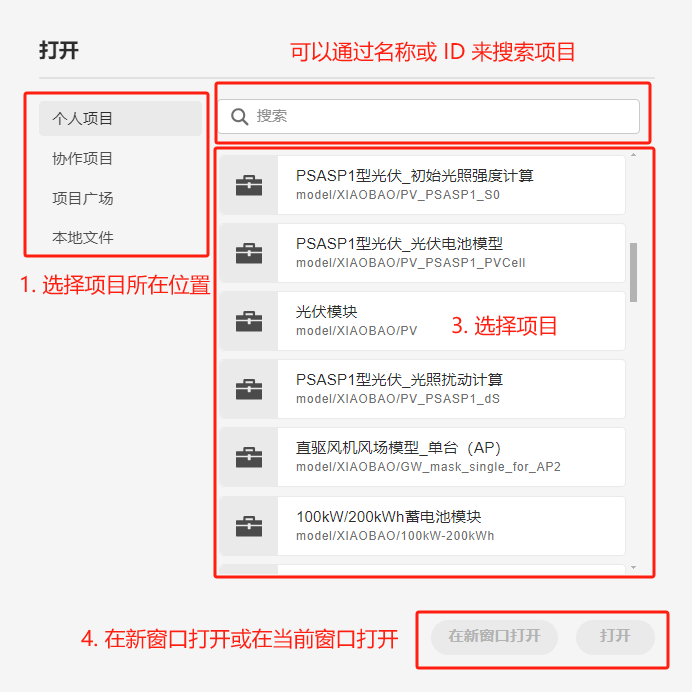 打开
可以通过名称或 ID 来搜索项目
个人项目
协作项目
项目广场
本地文件
1. 选择项目所在位置
搜索
PSASP1型光伏_初始光照强度计算
model/XIAOBAO/PV_PSASP1_S0
PSASP1型光伏_光伏电池模型
model/XIAOBAO/PV_PSASP1_PVCell
光伏模块
model/XIAOBAO/PV
3. 选择项目
PSASP1型光伏_光照扰动计算
model/XIAOBAO/PV_PSASP1_dS
直驱风机风场模型_单台（AP）
model/XIAOBAO/GW_mask_single_for_AP2
100kW/200kWh蓄电池模块
model/XIAOBAO/100kW-200kWh
4. 在新窗口打开或在当前窗口打开
在新窗口打开
打开